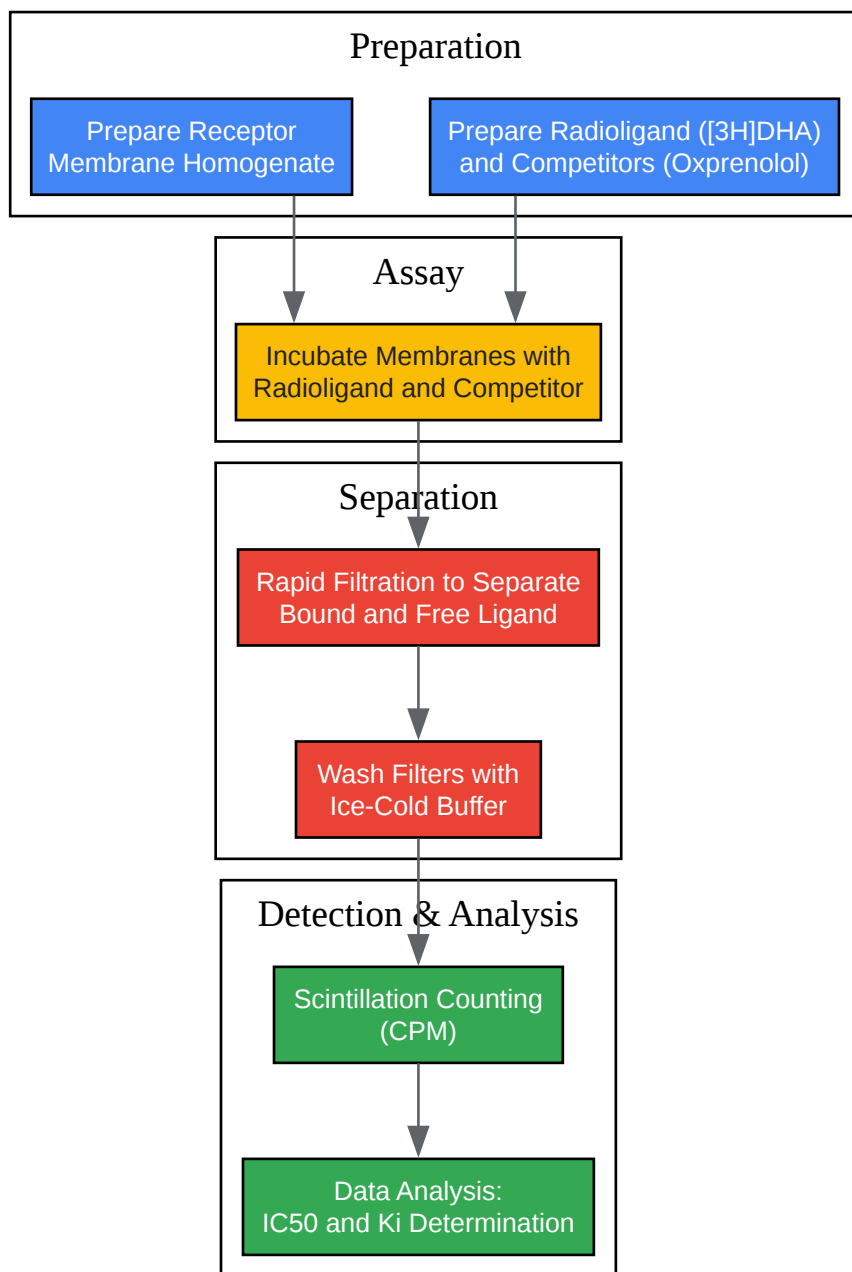 Preparation
Prepare Receptor
Membrane Homogenate
Prepare Radioligand ([3H]DHA)
and Competitors (Oxprenolol)
Assay
Incubate Membranes with
Radioligand and Competitor
Separation
Rapid Filtration to Separate
Bound and Free Ligand
Wash Filters with
Ice-Cold Buffer
Detection & Analysis
Scintillation Counting
(CPM)
Data Analysis:
IC50 and Ki Determination